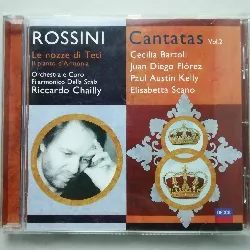 ROSSINI
Le nozze di Teti
Il pianto d'Armonia
Orchestra e Coro
Filarmonica Della Scala
Riccardo Chailly
Cantatas Vol.2
Cecilia Bartoli
Juan Diego Flórez
Paul Austin Kelly
Elisabetta Scano
DECCA